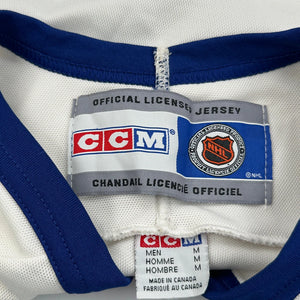 OFFICIAL LICENSED JERSEY
CCM®
NHL
©NHL
CHANDAIL LICENCIÉ OFFICIEL
CCM
MEN M
HOMME M
HOMBRE M
MADE IN CANADA
FABRIQUÉ AU CANADA